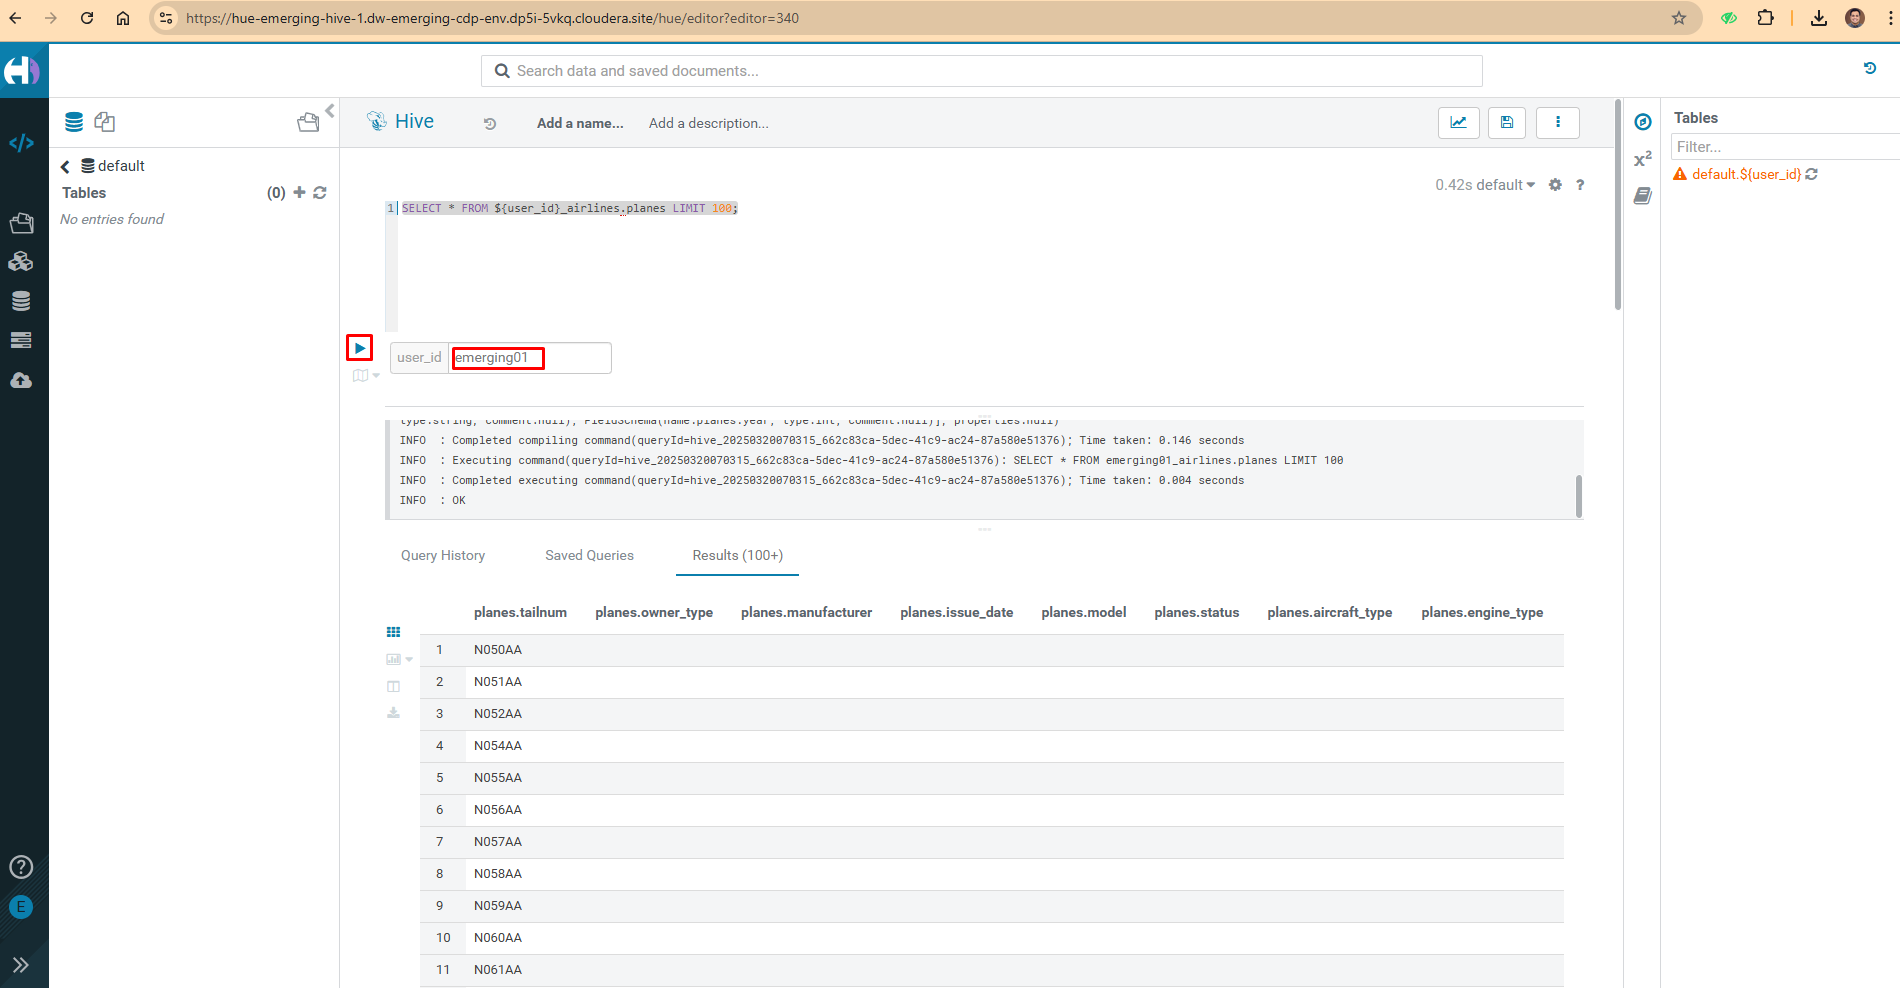 https://hue-emerging-hive-1.dw-emerging-cdp-env.dp5i-5vkq.cloudera.site/hue/editor?editor=340
Search data and saved documents...
Hive
Add a name...
Add a description...
default
Tables
(0)
No entries found
0.42s default
?
1 SELECT * FROM ${user_id}_airlines.planes LIMIT 100;
user_id emerging01
type:string, comment:null), FieldSchema(name:planes.year, type:int, comment:null)], properties:null)
INFO : Completed compiling command(queryId=hive_20250320070315_662c83ca-5dec-41c9-ac24-87a580e51376); Time taken: 0.146 seconds
INFO : Executing command(queryId=hive_20250320070315_662c83ca-5dec-41c9-ac24-87a580e51376): SELECT * FROM emerging01_airlines.planes LIMIT 100
INFO : Completed executing command(queryId=hive_20250320070315_662c83ca-5dec-41c9-ac24-87a580e51376); Time taken: 0.004 seconds
INFO : OK
Query History
Saved Queries
Results (100+)
planes.tailnum planes.owner_type planes.manufacturer planes.issue_date planes.model planes.status planes.aircraft_type planes.engine_type
1 N050AA
2 N051AA
3 N052AA
4 N054AA
5 N055AA
6 N056AA
7 N057AA
8 N058AA
9 N059AA
10 N060AA
11 N061AA
Tables
Filter...
default.${user_id}
x²
E